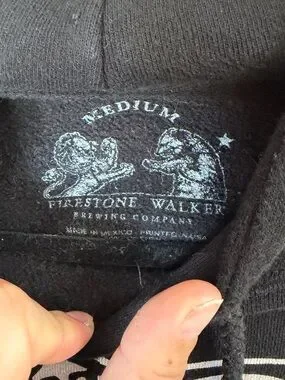 MEDIUM
FIRESTONE WALKER
BREWING COMPANY
MADE IN MEXICO - PRINTED IN USA